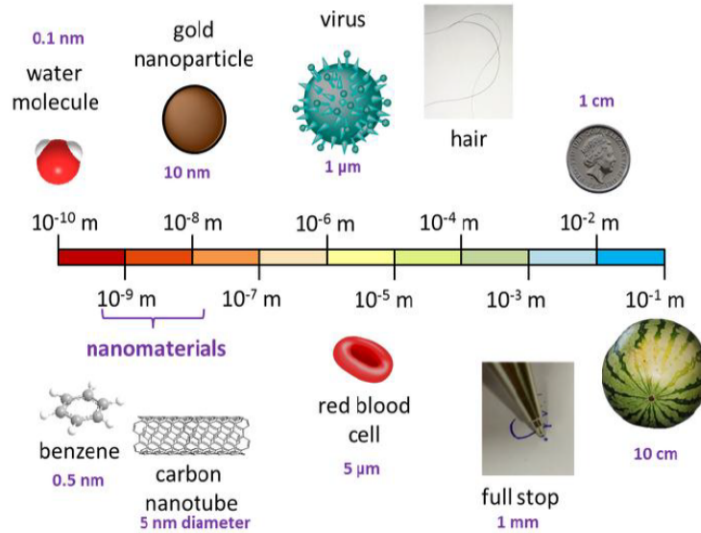 0.1 nm
water
molecule
gold
nanoparticle
10 nm
virus
1 µm
hair
1 cm
10⁻¹⁰ m
10⁻⁸ m
10⁻⁶ m
10⁻⁴ m
10⁻² m
10⁻⁹ m
10⁻⁷ m
10⁻⁵ m
10⁻³ m
10⁻¹ m
nanomaterials
benzene
0.5 nm
carbon
nanotube
5 nm diameter
red blood
cell
5 µm
full stop
1 mm
10 cm